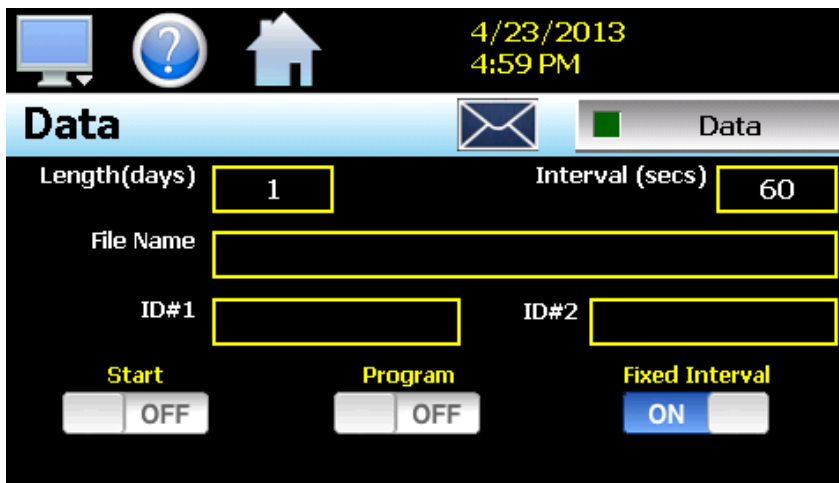 4/23/2013
4:59 PM
Data
Data
Length(days) 1 Interval (secs) 60
File Name
ID#1 ID#2
Start Program Fixed Interval
OFF OFF ON